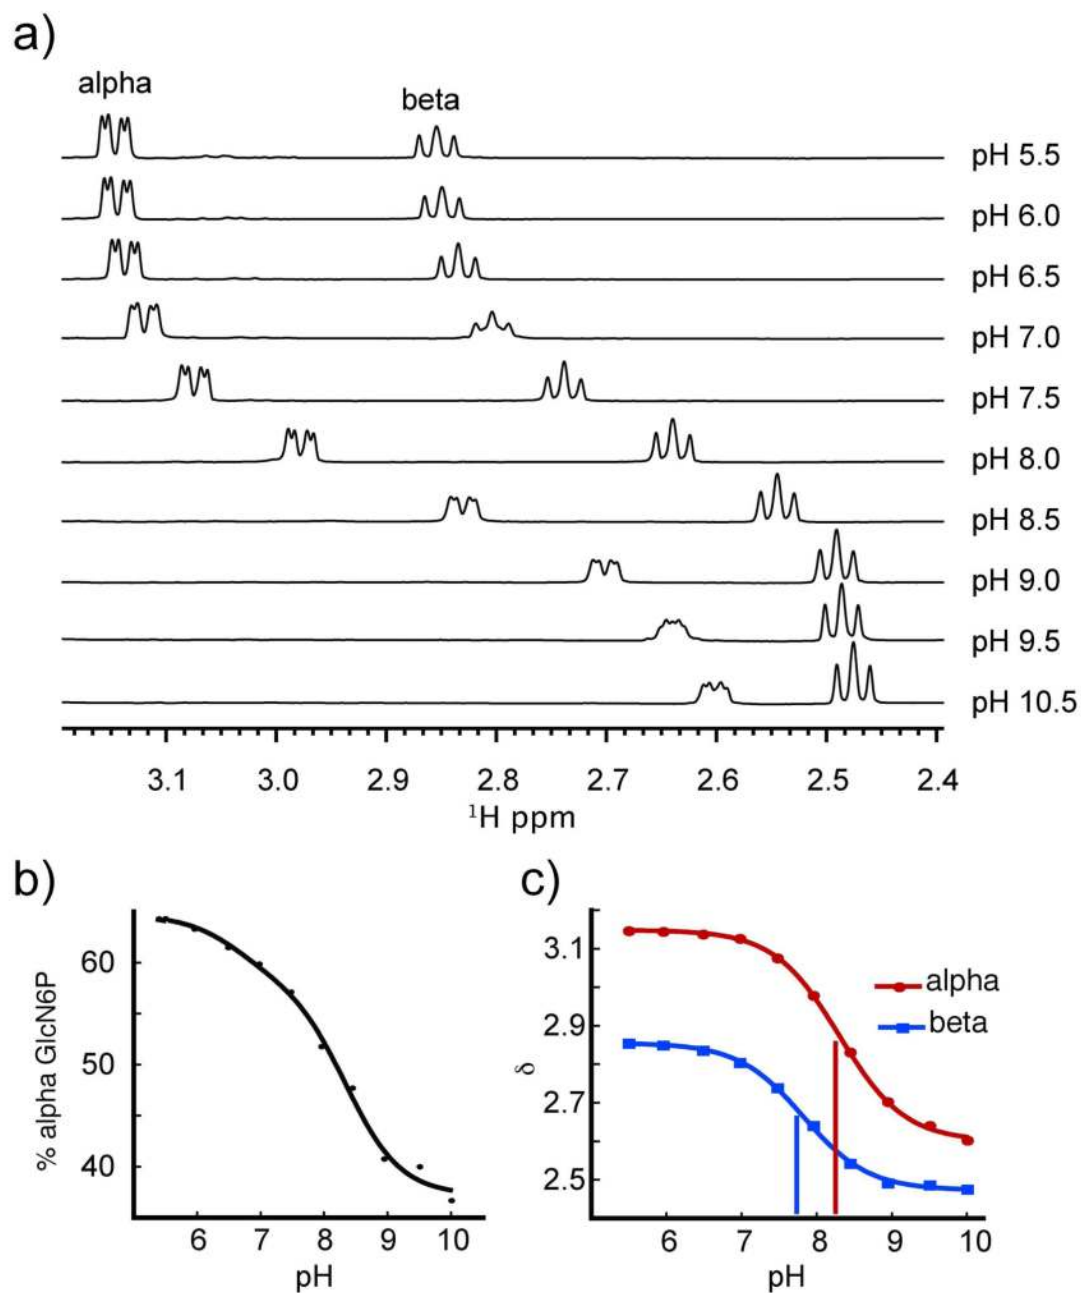 a)
alpha
beta
pH 5.5
pH 6.0
pH 6.5
pH 7.0
pH 7.5
pH 8.0
pH 8.5
pH 9.0
pH 9.5
pH 10.5
3.1 3.0 2.9 2.8 2.7 2.6 2.5 2.4
¹H ppm
b)
% alpha GlcN6P
60
50
40
6 7 8 9 10
pH
c)
δ
3.1
2.9
2.7
2.5
alpha
beta
6 7 8 9 10
pH